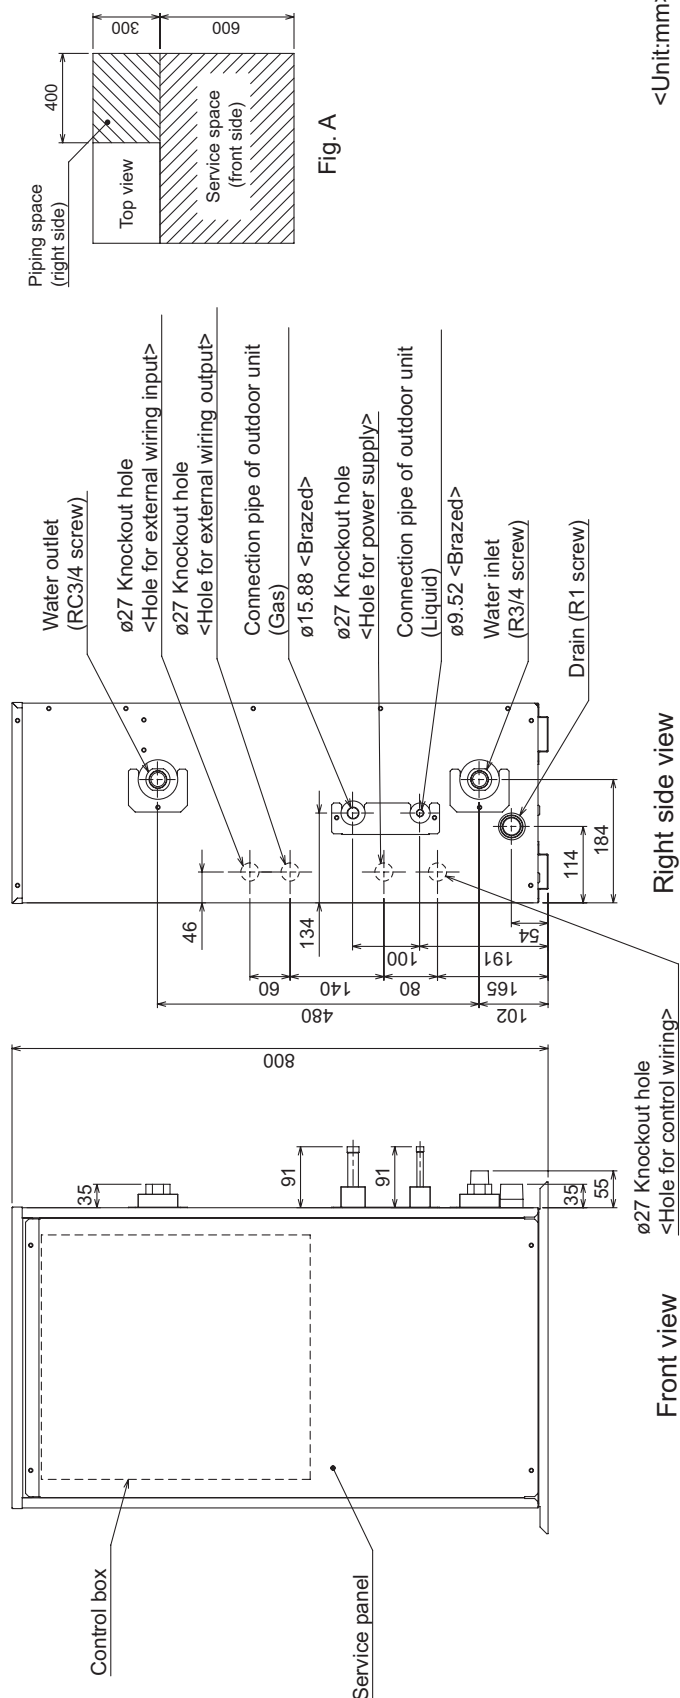 Control box
Service panel
Front view
35
91
91
35
55
800
ø27 Knockout hole
<Hole for control wiring>
Water outlet
(RC3/4 screw)
ø27 Knockout hole
<Hole for external wiring input>
ø27 Knockout hole
<Hole for external wiring output>
Connection pipe of outdoor unit
(Gas)
ø15.88 <Brazed>
ø27 Knockout hole
<Hole for power supply>
Connection pipe of outdoor unit
(Liquid)
ø9.52 <Brazed>
Water inlet
(R3/4 screw)
Drain (R1 screw)
46
134
480
60
140
80
165
102
100
191
54
114
184
Right side view
Piping space
(right side)
400
300
600
Top view
Service space
(front side)
Fig. A
<Unit:mm>